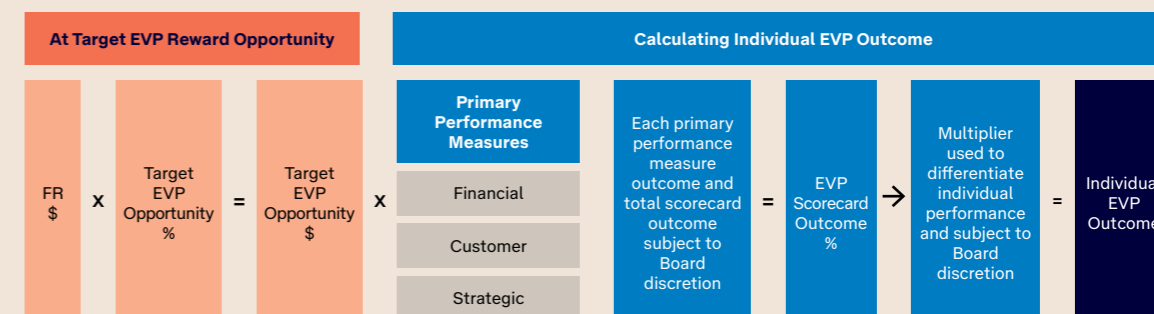 At Target EVP Reward Opportunity
Calculating Individual EVP Outcome
FR
$
X
Target
EVP
Opportunity
%
=
Target
EVP
Opportunity
$
X
Primary
Performance
Measures
Financial
Customer
Strategic
Each primary
performance
measure
outcome and
total scorecard
outcome
subject to
Board
discretion
=
EVP
Scorecard
Outcome
%
→
Multiplier
used to
differentiate
individual
performance
and subject to
Board
discretion
=
Individua
EVP
Outcome